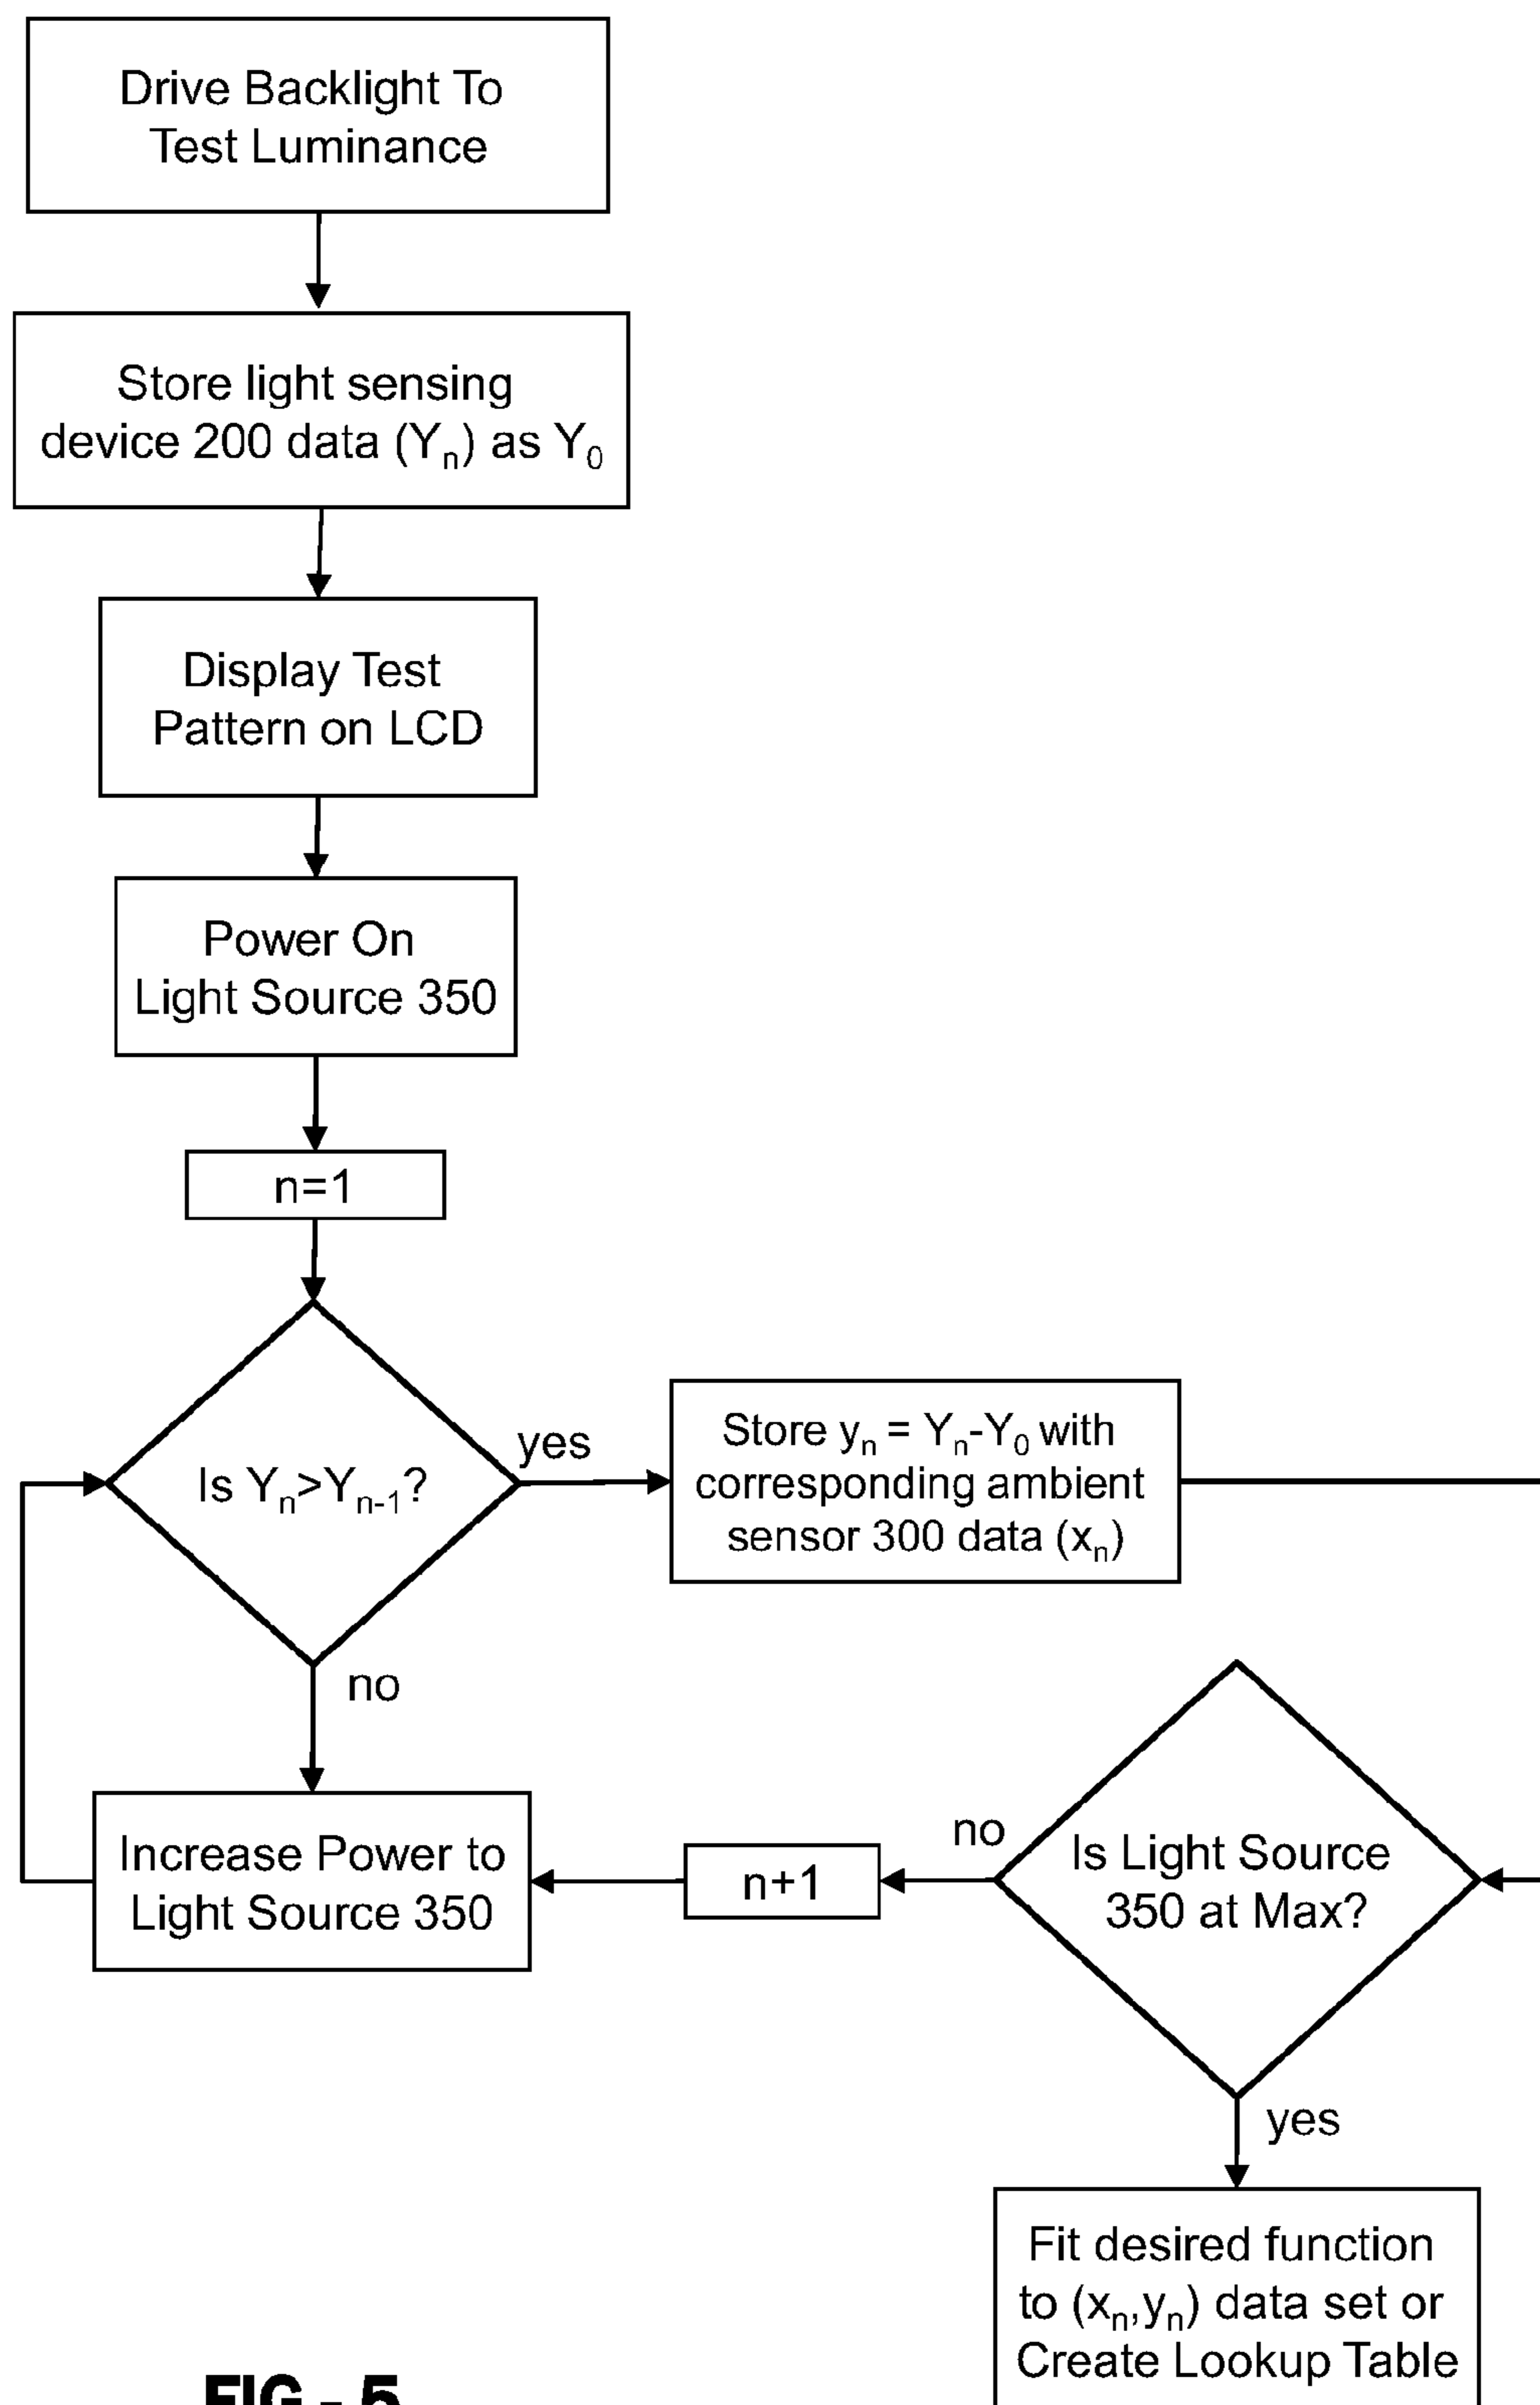 Drive Backlight To
Test Luminance
Store light sensing
device 200 data (Yₙ) as Y₀
Display Test
Pattern on LCD
Power On
Light Source 350
n=1
Is Yₙ>Yₙ₋₁?
yes
Store yₙ = Yₙ-Y₀ with
corresponding ambient
sensor 300 data (xₙ)
no
Increase Power to
Light Source 350
n+1
no
Is Light Source
350 at Max?
yes
Fit desired function
to (xₙ,yₙ) data set or
Create Lookup Table
FIG - 5